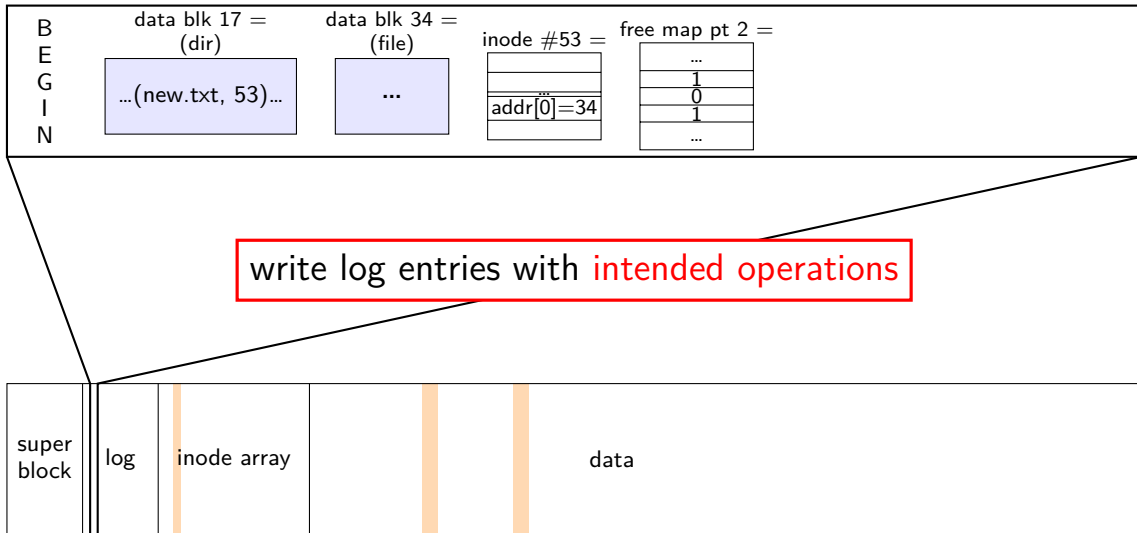 B
E
G
I
N
data blk 17 =
(dir)
...(new.txt, 53)...
data blk 34 =
(file)
...
inode #53 =
...
addr[0]=34
free map pt 2 =
...
1
0
1
...
write log entries with intended operations
super
block
log
inode array
data